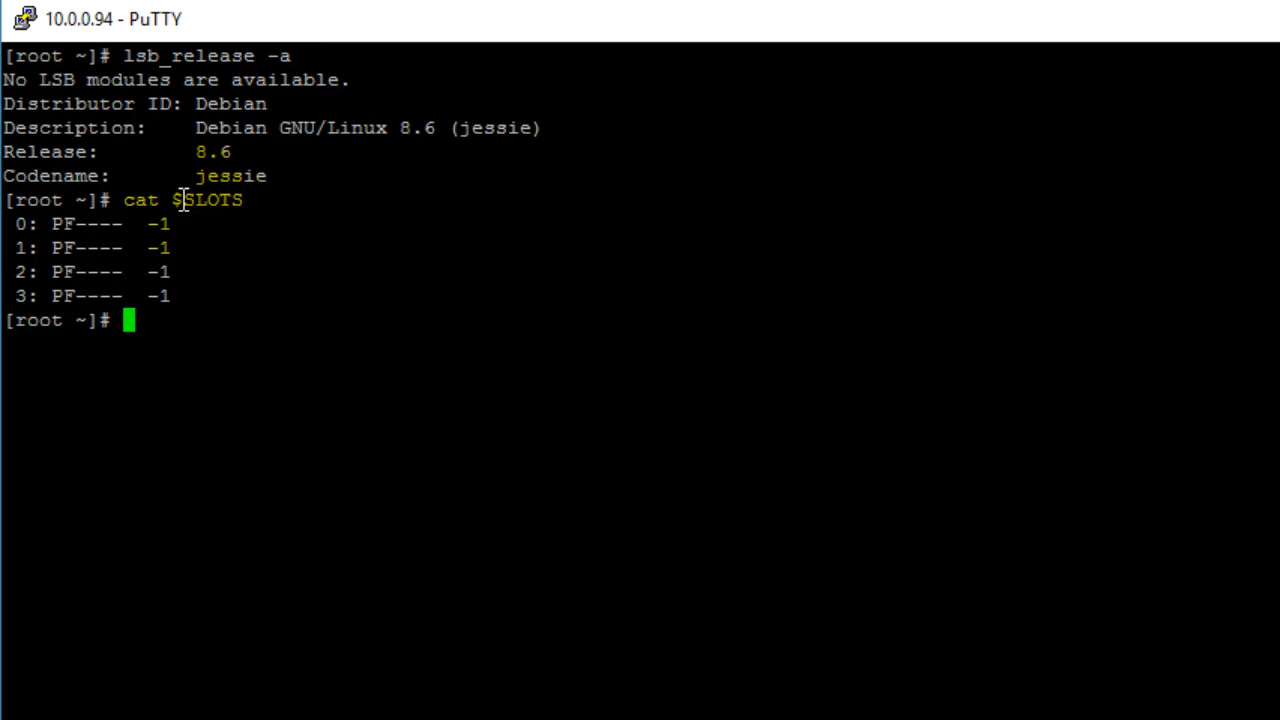 10.0.0.94 - PuTTY
[root ~]# lsb_release -a
No LSB modules are available.
Distributor ID: Debian
Description:    Debian GNU/Linux 8.6 (jessie)
Release:        8.6
Codename:       jessie
[root ~]# cat $SLOTS
 0: PF----  -1
 1: PF----  -1
 2: PF----  -1
 3: PF----  -1
[root ~]#